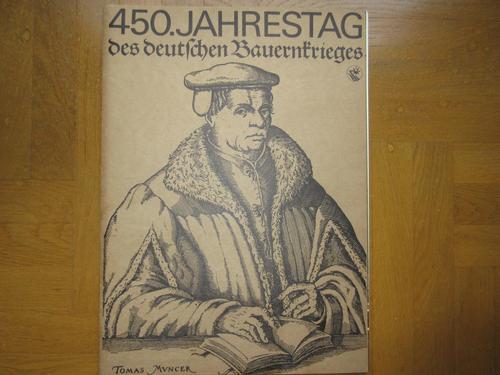 450. JAHRESTAG
des deutſchen Bauernkrieges
TOMAS MVNCER